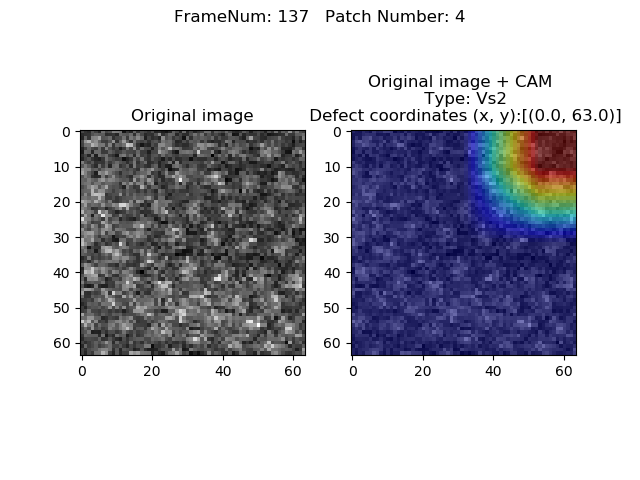 FrameNum: 137   Patch Number: 4
Original image
0
10
20
30
40
50
60
0 20 40 60
Original image + CAM
Type: Vs2
Defect coordinates (x, y):[(0.0, 63.0)]
0
10
20
30
40
50
60
0 20 40 60